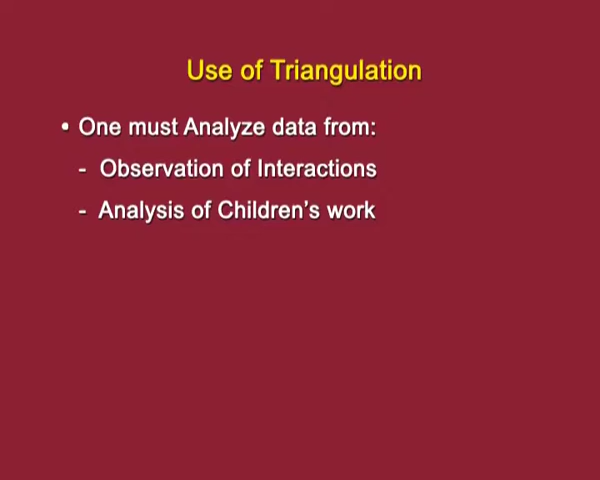 Use of Triangulation
• One must Analyze data from:
- Observation of Interactions
- Analysis of Children's work